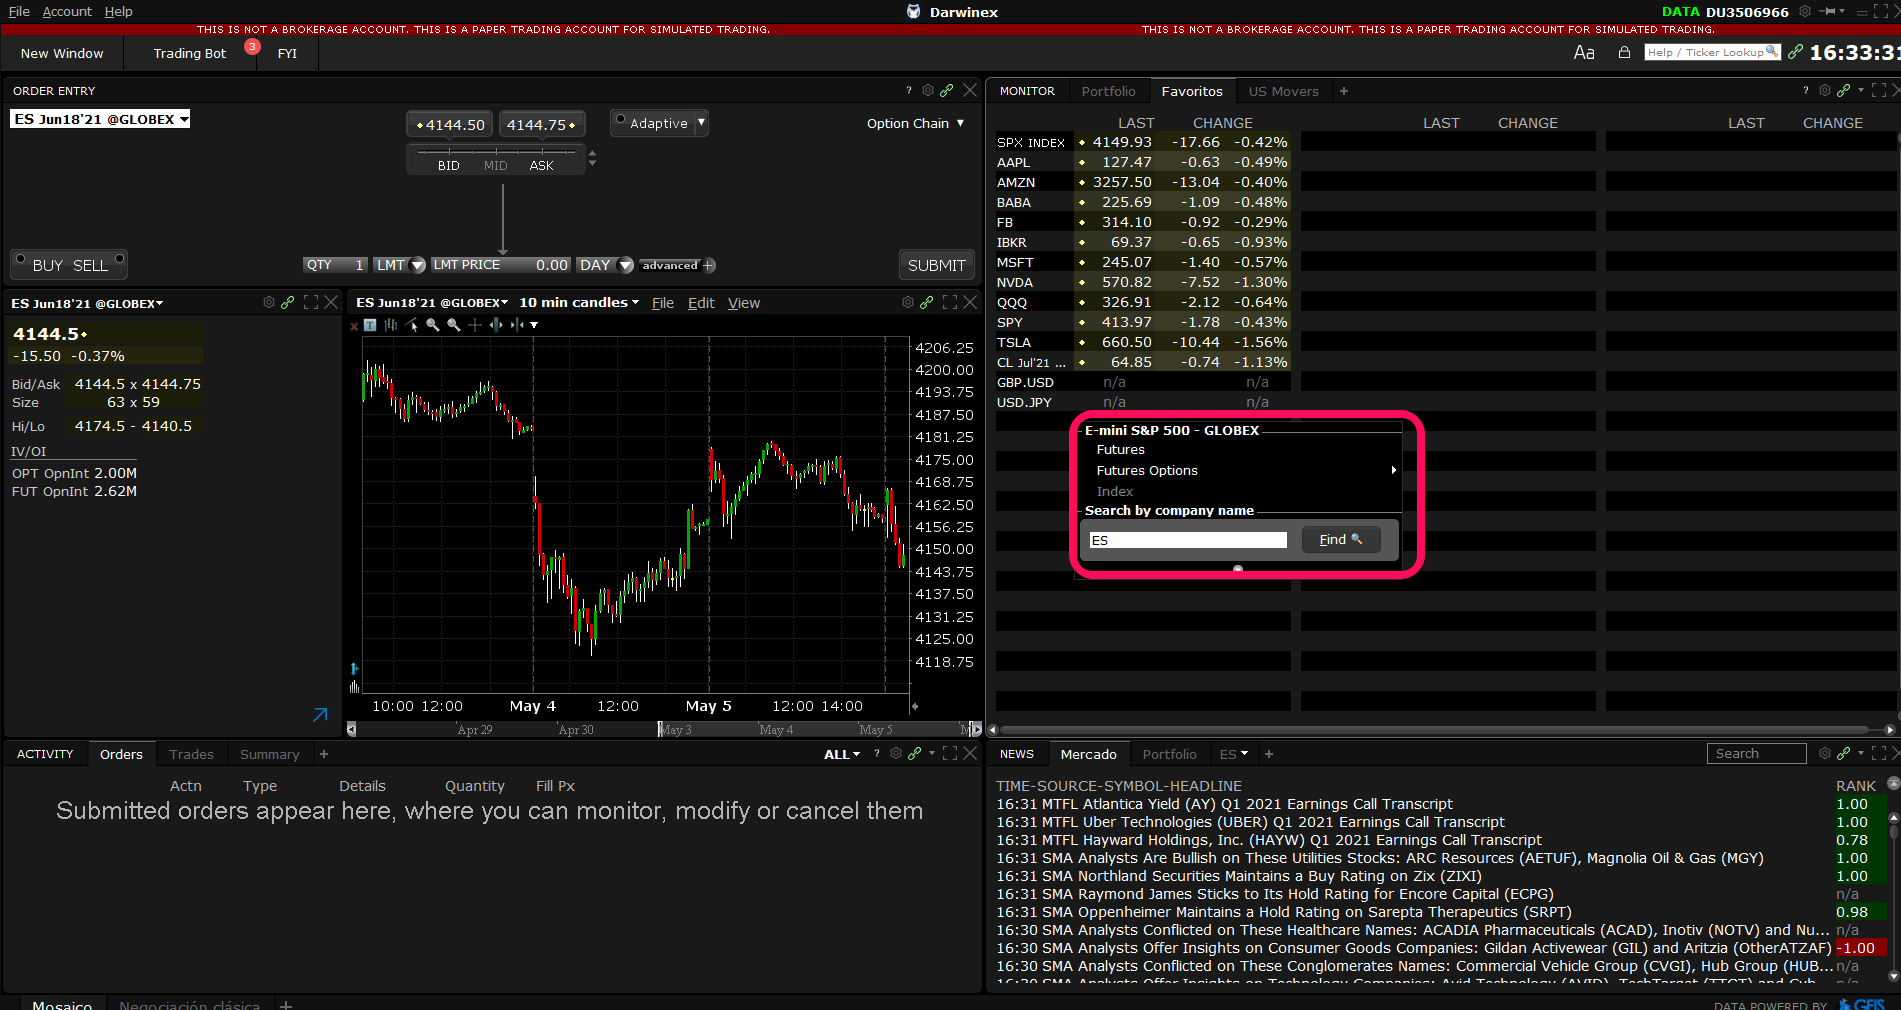 File Account Help
Darwinex
DATA DU3506966
THIS IS NOT A BROKERAGE ACCOUNT. THIS IS A PAPER TRADING ACCOUNT FOR SIMULATED TRADING.
THIS IS NOT A BROKERAGE ACCOUNT. THIS IS A PAPER TRADING ACCOUNT FOR SIMULATED TRADING.
New Window Trading Bot 3 FYI
Aa Help / Ticker Lookup 16:33:31
ORDER ENTRY ?
ES Jun18'21 @GLOBEX
4144.50 4144.75 Adaptive Option Chain
BID MID ASK
BUY SELL QTY 1 LMT LMT PRICE 0.00 DAY advanced + SUBMIT
ES Jun18'21 @GLOBEX
4144.5
-15.50 -0.37%
Bid/Ask 4144.5 x 4144.75
Size 63 x 59
Hi/Lo 4174.5 - 4140.5
IV/OI
OPT OpnInt 2.00M
FUT OpnInt 2.62M
ES Jun18'21 @GLOBEX 10 min candles File Edit View
4206.25
4200.00
4193.75
4187.50
4181.25
4175.00
4168.75
4162.50
4156.25
4150.00
4143.75
4137.50
4131.25
4125.00
4118.75
10:00 12:00 May 4 12:00 May 5 12:00 14:00
Apr 29 Apr 30 May 3 May 4 May 5
MONITOR Portfolio Favoritos US Movers + ?
LAST CHANGE LAST CHANGE LAST CHANGE
SPX INDEX 4149.93 -17.66 -0.42%
AAPL 127.47 -0.63 -0.49%
AMZN 3257.50 -13.04 -0.40%
BABA 225.69 -1.09 -0.48%
FB 314.10 -0.92 -0.29%
IBKR 69.37 -0.65 -0.93%
MSFT 245.07 -1.40 -0.57%
NVDA 570.82 -7.52 -1.30%
QQQ 326.91 -2.12 -0.64%
SPY 413.97 -1.78 -0.43%
TSLA 660.50 -10.44 -1.56%
CL Jul'21 ... 64.85 -0.74 -1.13%
GBP.USD n/a n/a
USD.JPY n/a n/a
E-mini S&P 500 - GLOBEX
Futures
Futures Options
Index
Search by company name
ES Find
ACTIVITY Orders Trades Summary + ALL ?
Actn Type Details Quantity Fill Px
Submitted orders appear here, where you can monitor, modify or cancel them
NEWS Mercado Portfolio ES + Search
TIME-SOURCE-SYMBOL-HEADLINE RANK
16:31 MTFL Atlantica Yield (AY) Q1 2021 Earnings Call Transcript 1.00
16:31 MTFL Uber Technologies (UBER) Q1 2021 Earnings Call Transcript 1.00
16:31 MTFL Hayward Holdings, Inc. (HAYW) Q1 2021 Earnings Call Transcript 0.78
16:31 SMA Analysts Are Bullish on These Utilities Stocks: ARC Resources (AETUF), Magnolia Oil & Gas (MGY) 1.00
16:31 SMA Northland Securities Maintains a Buy Rating on Zix (ZIXI) 1.00
16:31 SMA Raymond James Sticks to Its Hold Rating for Encore Capital (ECPG) n/a
16:31 SMA Oppenheimer Maintains a Hold Rating on Sarepta Therapeutics (SRPT) 0.98
16:30 SMA Analysts Conflicted on These Healthcare Names: ACADIA Pharmaceuticals (ACAD), Inotiv (NOTV) and Nu... n/a
16:30 SMA Analysts Offer Insights on Consumer Goods Companies: Gildan Activewear (GIL) and Aritzia (OtherATZAF) -1.00
16:30 SMA Analysts Conflicted on These Conglomerates Names: Commercial Vehicle Group (CVGI), Hub Group (HUB... n/a
16:30 SMA Analysts Offer Insights on Technology Companies: Avid Technology (AVID), TechTarget (TTGT) and Cyb... n/a
Mosaico Negociación clásica +
DATA POWERED BY GFIS